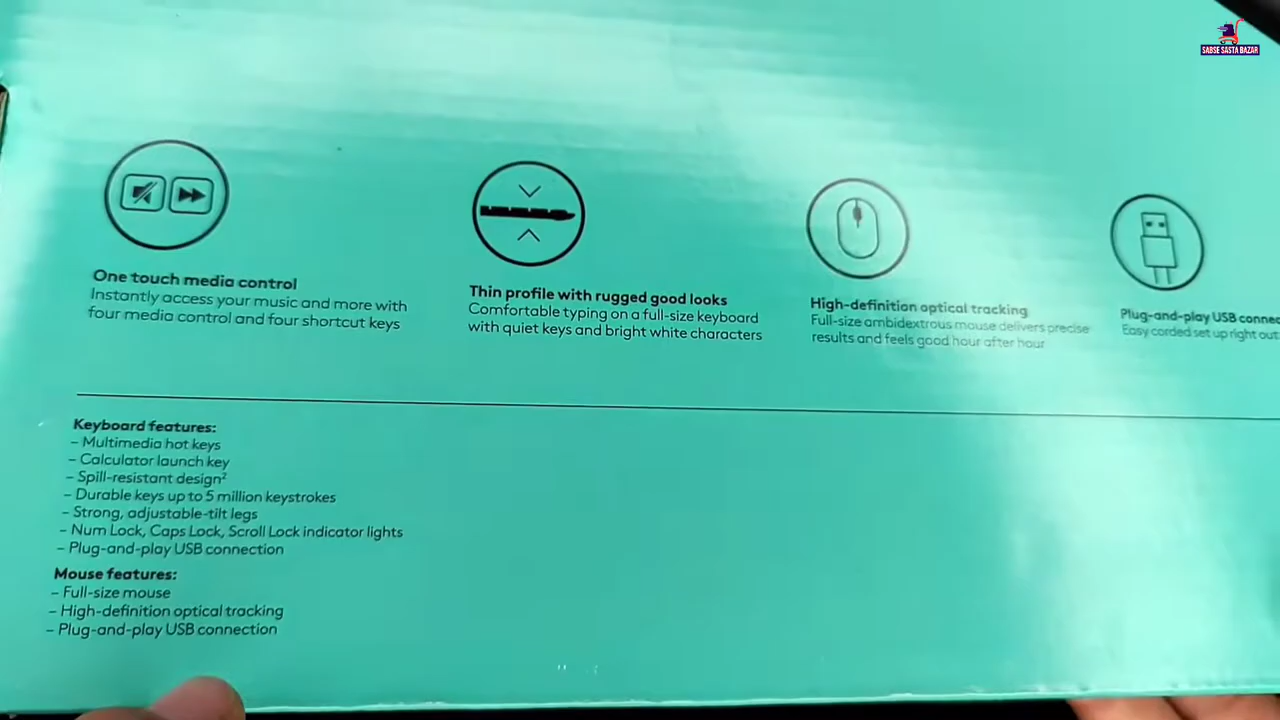 SABSE SASTA BAZAR
One touch media control
Instantly access your music and more with
four media control and four shortcut keys
Thin profile with rugged good looks
Comfortable typing on a full-size keyboard
with quiet keys and bright white characters
High-definition optical tracking
Full-size ambidextrous mouse delivers precise
results and feels good hour after hour
Plug-and-play USB connec
Easy corded set up right out
Keyboard features:
- Multimedia hot keys
- Calculator launch key
- Spill-resistant design²
- Durable keys up to 5 million keystrokes
- Strong, adjustable-tilt legs
- Num Lock, Caps Lock, Scroll Lock indicator lights
- Plug-and-play USB connection
Mouse features:
- Full-size mouse
- High-definition optical tracking
- Plug-and-play USB connection